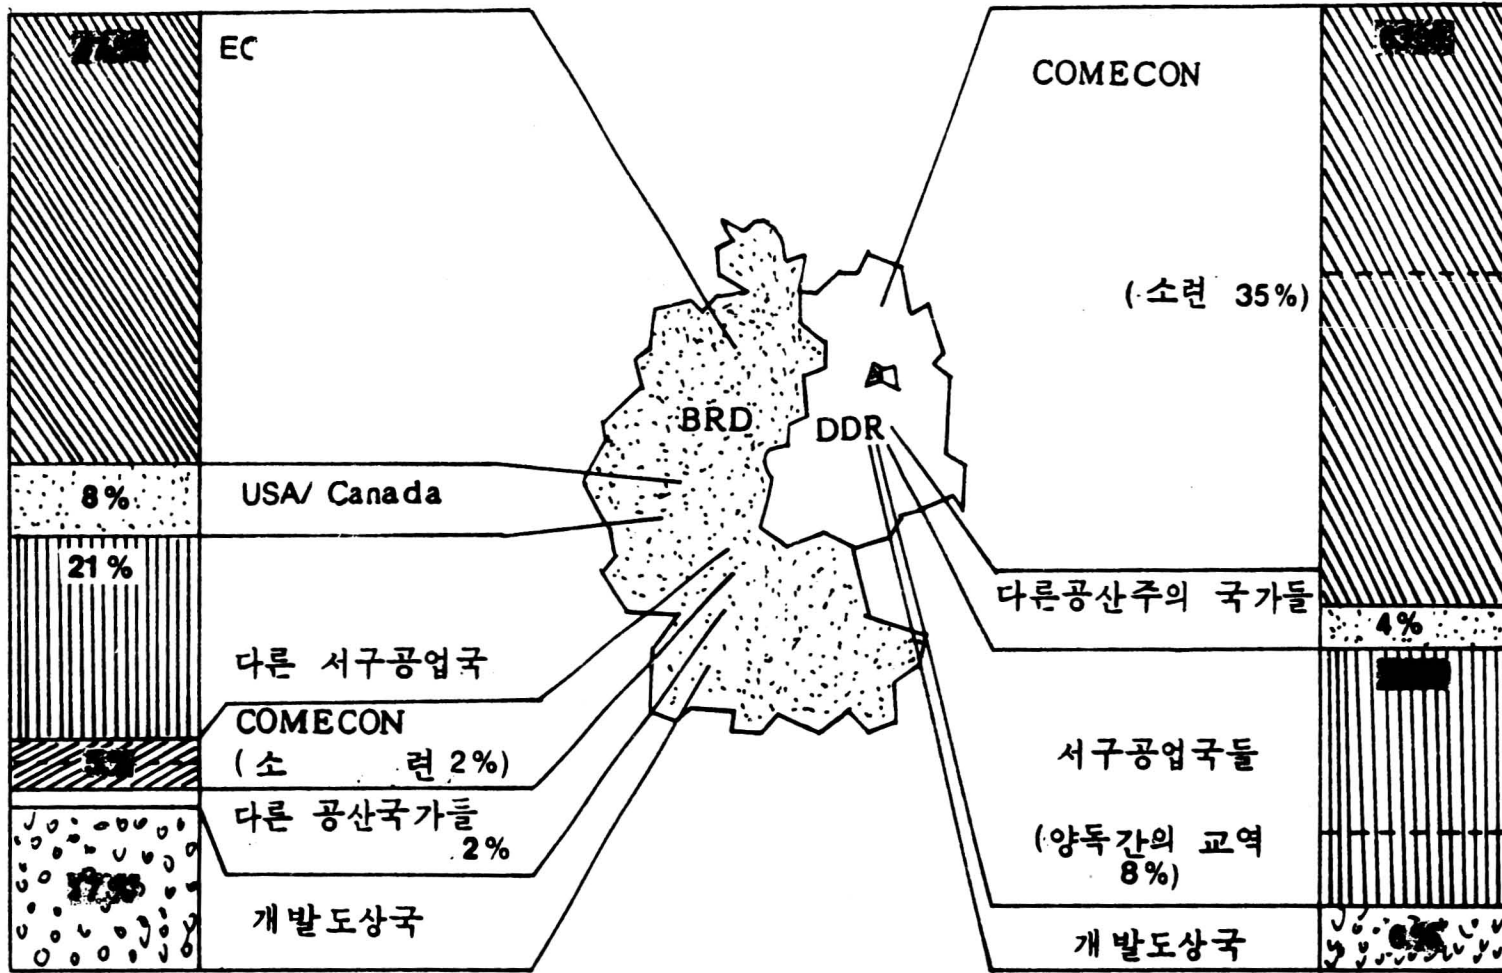 EC
USA/ Canada
8%
21%
다른 서구공업국
COMECON
(소 련 2%)
다른 공산국가들
2%
개발도상국
BRD
DDR
COMECON
(소련 35%)
다른공산주의 국가들
4%
서구공업국들
(양독간의 교역
8%)
개발도상국